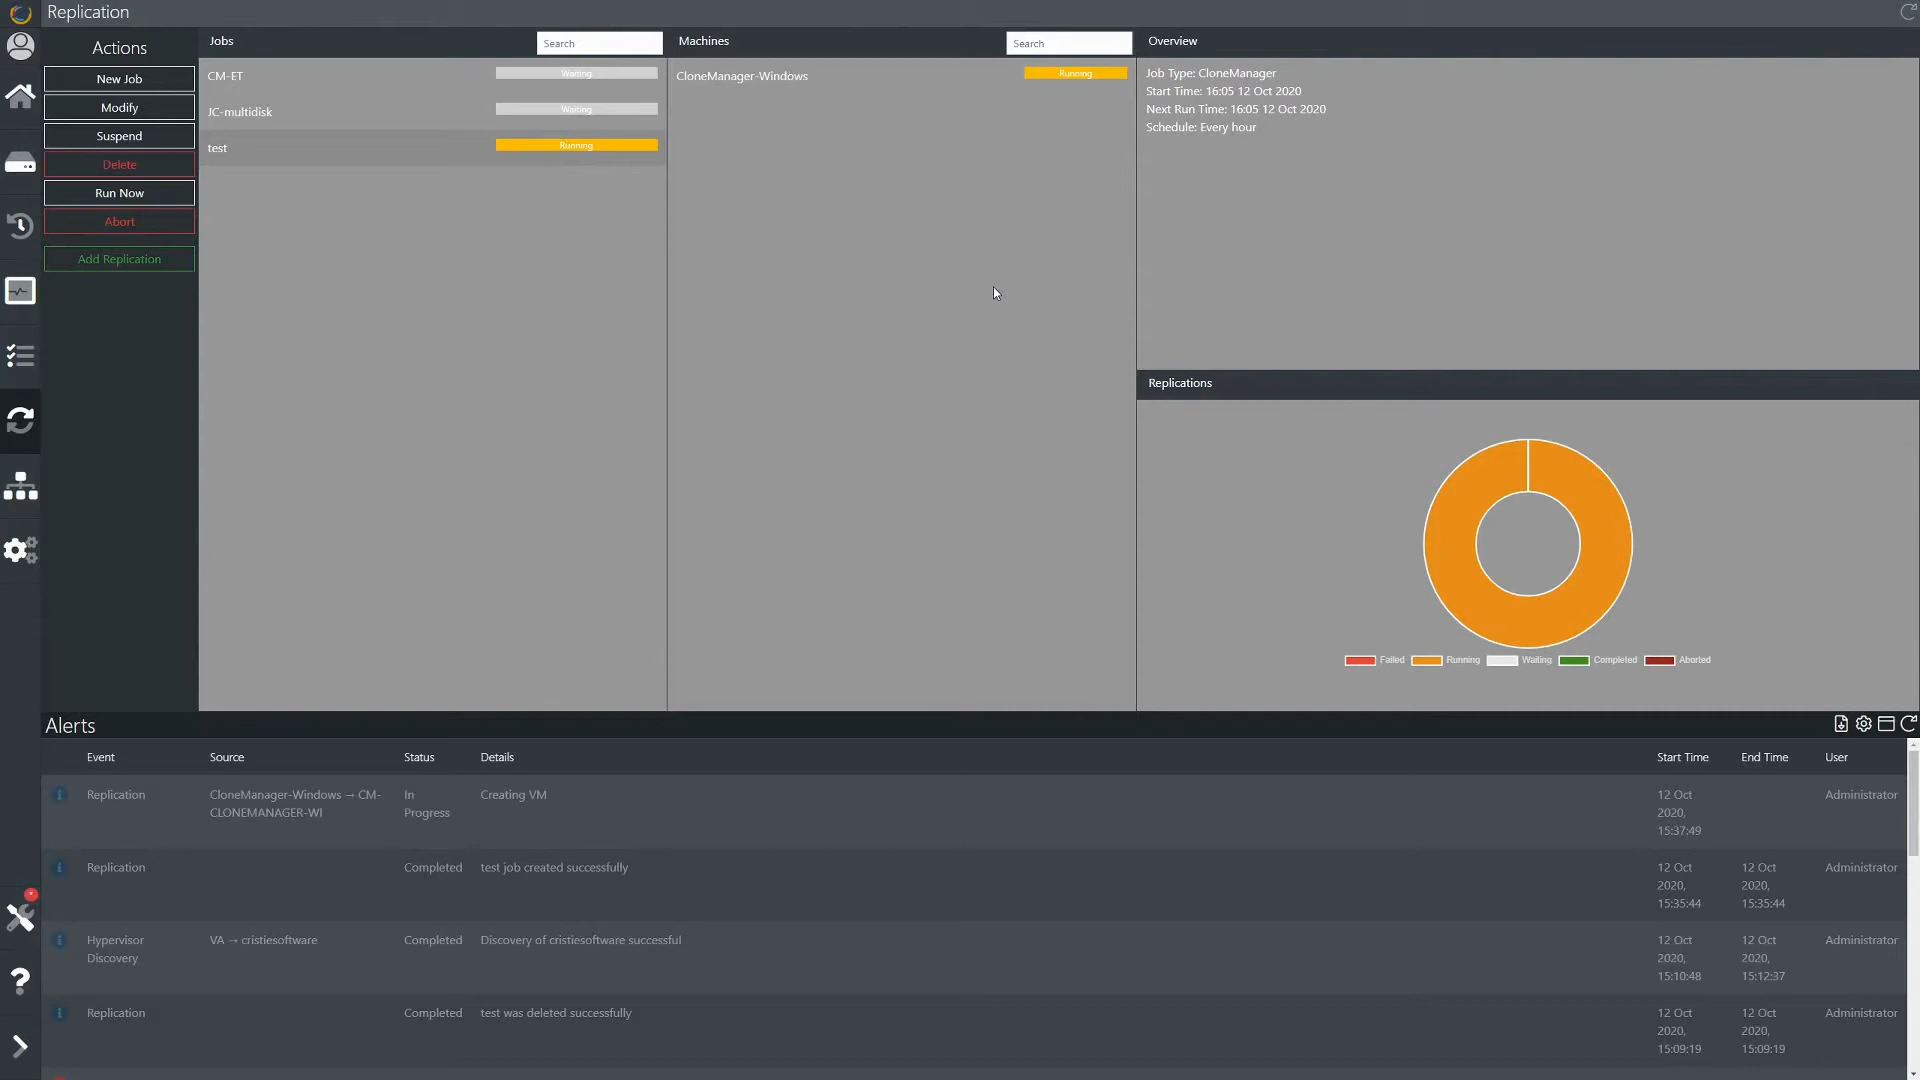 Replication
Actions
New Job
Modify
Suspend
Delete
Run Now
Abort
Add Replication
Jobs
Search
CM-ET
Waiting
JC-multidisk
Waiting
test
Running
Machines
Search
CloneManager-Windows
Running
Overview
Job Type: CloneManager
Start Time: 16:05 12 Oct 2020
Next Run Time: 16:05 12 Oct 2020
Schedule: Every hour
Replications
Failed Running Waiting Completed Aborted
Alerts
Event Source Status Details Start Time End Time User
Replication
CloneManager-Windows → CM-
CLONEMANAGER-WI
In
Progress
Creating VM
12 Oct
2020,
15:37:49
Administrator
Replication
Completed
test job created successfully
12 Oct
2020,
15:35:44
12 Oct
2020,
15:35:44
Administrator
Hypervisor
Discovery
VA → cristiesoftware
Completed
Discovery of cristiesoftware successful
12 Oct
2020,
15:10:48
12 Oct
2020,
15:12:37
Administrator
Replication
Completed
test was deleted successfully
12 Oct
2020,
15:09:19
12 Oct
2020,
15:09:19
Administrator